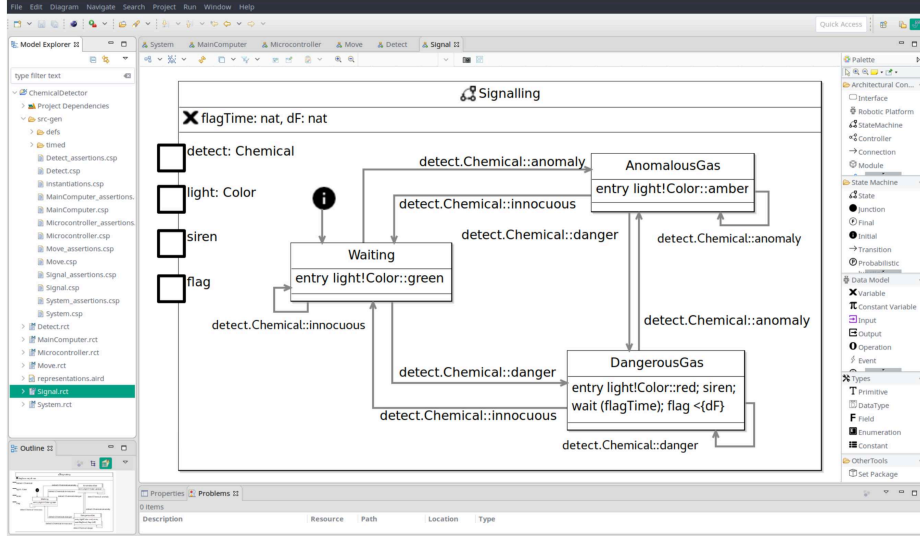 File Edit Diagram Navigate Search Project Run Window Help
Quick Access
Model Explorer
System MainComputer Microcontroller Move Detect Signal
type filter text
ChemicalDetector
Project Dependencies
src-gen
defs
timed
Detect_assertions.csp
Detect.csp
Instantiations.csp
MainComputer_assertions.
MainComputer.csp
Microcontroller_assertions.
Microcontroller.csp
Move_assertions.csp
Move.csp
Signal_assertions.csp
Signal.csp
System_assertions.csp
System.csp
Detect.rct
MainComputer.rct
Microcontroller.rct
Move.rct
representations.aird
Signal.rct
System.rct
Outline
Signalling
flagTime: nat, dF: nat
detect: Chemical
light: Color
siren
flag
i
detect.Chemical::anomaly
AnomalousGas
entry light!Color::amber
detect.Chemical::innocuous
detect.Chemical::danger
detect.Chemical::anomaly
Waiting
entry light!Color::green
detect.Chemical::innocuous
detect.Chemical::anomaly
detect.Chemical::danger
DangerousGas
entry light!Color::red; siren;
wait (flagTime); flag <{dF}
detect.Chemical::innocuous
detect.Chemical::danger
Palette
Architectural Con...
Interface
Robotic Platform
StateMachine
Controller
Connection
Module
State Machine
State
Junction
Final
Initial
Transition
Probabilistic
Data Model
Variable
Constant Variable
Input
Output
Operation
Event
Types
Primitive
DataType
Field
Enumeration
Constant
OtherTools
Set Package
Properties Problems
0 items
Description Resource Path Location Type